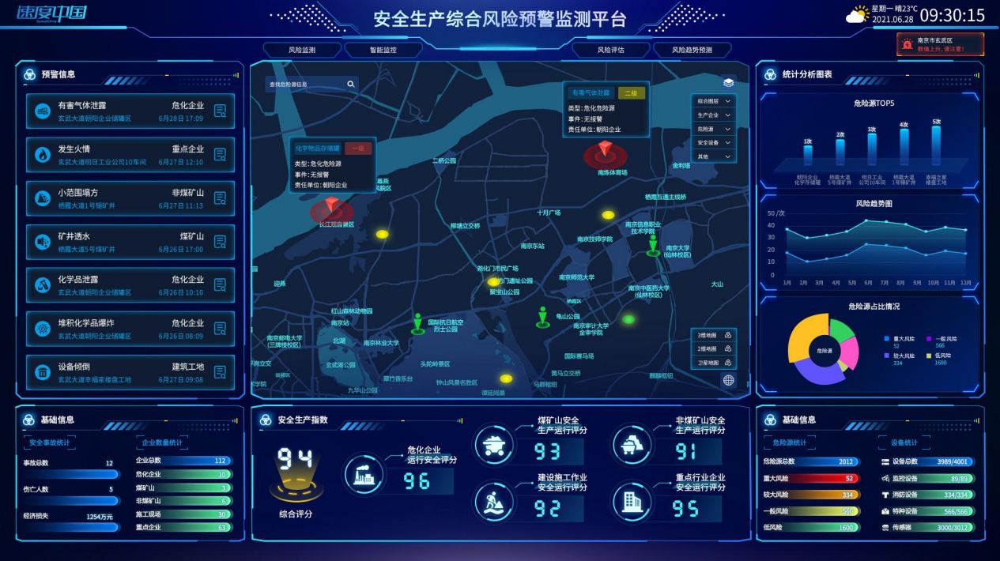 速度中国
安全生产综合风险预警监测平台
星期一 晴23℃
2021.06.28
09:30:15
南京市玄武区
数值上升,请注意!
风险监测
智能监控
风险评估
风险趋势预测
预警信息
有害气体泄露 危化企业
玄武大道朝阳企业储罐区 6月28日 17:09
发生火情 重点企业
玄武大道明日工业公司10车间 6月27日 12:10
小范围塌方 非煤矿山
栖霞大道1号锡矿井 6月27日 11:13
矿井透水 煤矿山
栖霞大道5号煤矿井 6月26日 17:00
化学品泄露 危化企业
玄武大道朝阳企业储罐区 6月26日 10:10
堆积化学品爆炸 危化企业
玄武大道朝阳企业储罐区 6月26日 08:09
设备倾倒 建筑工地
玄武大道幸福家楼盘工地 6月27日 09:08
查找危险源信息
有毒气体泄露 二级
类型:危化危险源
事件:无报警
责任单位:朝阳企业
化学物品存储罐 一级
类型:危化危险源
事件:无报警
责任单位:朝阳企业
综合图层
生产企业
危险源
安全设备
其他
二桥公园
南炼体育场
舍利塔
幕燕
栖霞互通主线桥
长江观音景区
十月广场
柳塘立交桥
南京信息职业
技术学院
南京技师学院
南京东站
南京大学
(仙林校区)
尧化门市民广场
南京师范大学
迎燕
聚宝山公园
大山
南京中医药大学
(仙林校区)
栖霞区
红山森林动物园
龟山公园
南京站
国际抗日航空
烈士公园
南京审计大学
金审学院
南京邮电大学
(三牌楼校区)
北湖
南京林业大学
国际赛马场
玄武湖公园
头陀岭景区
黄马立交桥
麒麟枢纽
翠竹音乐台
钟山风景名胜区
马群枢纽
九华山公园
3维地图
2维地图
卫星地图
统计分析图表
危险源TOP5
1次 2次 3次 4次 5次
朝阳企业 栖霞大道 明日工业 栖霞大道 幸福之家
化学存储罐 5号煤矿井 公司10车间 1号锡矿井 楼盘工地
风险趋势图
50 /次
40
30
20
10
0
1月 2月 3月 4月 5月 6月 7月 8月 9月 10月 11月 12月
危险源占比情况
危险源
重大风险 一般风险
52 566
较大风险 低风险
334 1600
基础信息
安全事故统计
事故总数 12
伤亡人数 5
经济损失 1254万元
企业数量统计
企业总数 112
危化企业 10
煤矿山 3
非矿山 6
施工现场 30
重点企业 63
安全生产指数
94
综合评分
危化企业
运行安全评分
96
煤矿山安全
生产运行评分
93
非煤矿山安全
生产运行评分
91
建设施工作业
安全运行评分
92
重点行业企业
安全运行评分
95
基础信息
危险源统计
危险源总数 2012
重大风险 52
较大风险 334
一般风险 566
低风险 1600
设备统计
设备总数 3989/4001
监控设备 89/89
消防设备 334/334
特种设备 566/566
传感器 3000/3012